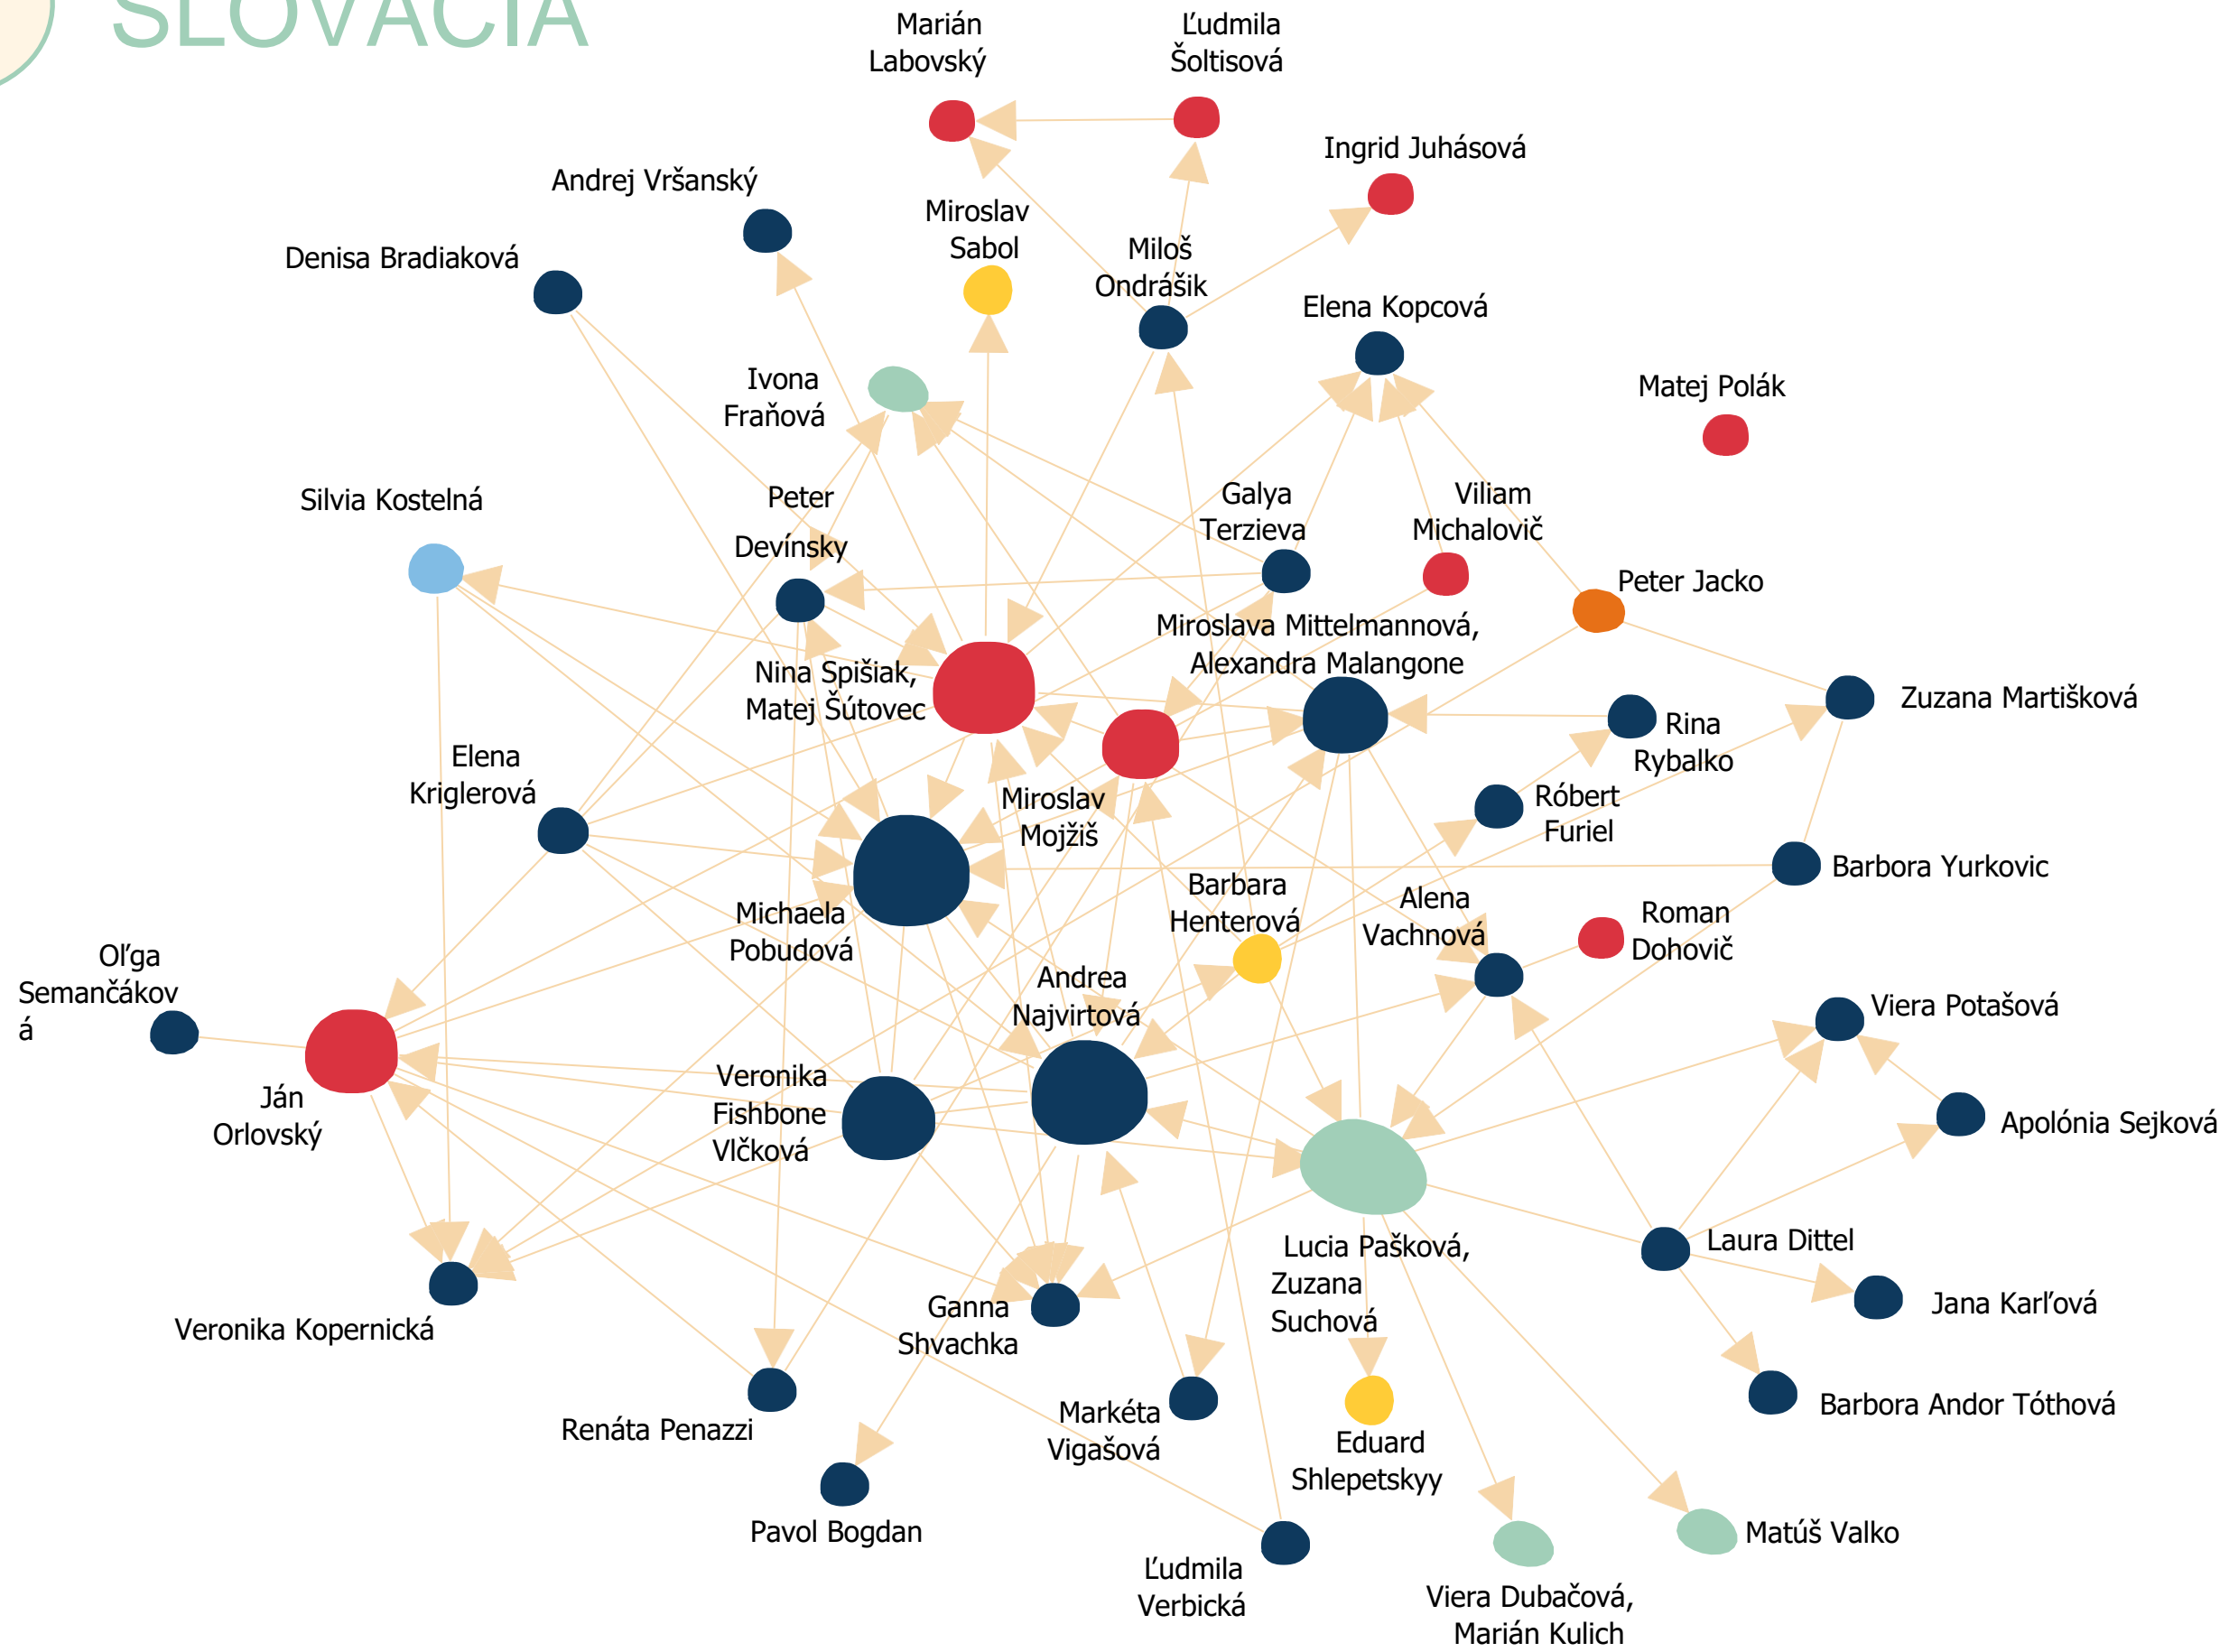 SLOVACIA
Marián
Labovský
Ľudmila
Šoltisová
Ingrid Juhásová
Andrej Vršanský
Miroslav
Sabol
Denisa Bradiaková
Miloš
Ondrášik
Elena Kopcová
Ivona
Fraňová
Matej Polák
Silvia Kostelná
Peter
Devínsky
Galya
Terzieva
Viliam
Michalovič
Peter Jacko
Miroslava Mittelmannová,
Alexandra Malangone
Nina Spišiak,
Matej Šútovec
Zuzana Martišková
Rina
Rybalko
Elena
Kriglerová
Miroslav
Mojžiš
Róbert
Furiel
Barbora Yurkovic
Michaela
Pobudová
Barbara
Henterová
Alena
Vachnová
Roman
Dohovič
Oľga
Semančákov
á
Andrea
Najvirtová
Viera Potašová
Ján
Orlovský
Veronika
Fishbone
Vlčková
Apolónia Sejková
Lucia Pašková,
Zuzana
Suchová
Laura Dittel
Veronika Kopernická
Ganna
Shvachka
Jana Karľová
Renáta Penazzi
Markéta
Vigašová
Eduard
Shlepetskyy
Barbora Andor Tóthová
Pavol Bogdan
Ľudmila
Verbická
Matúš Valko
Viera Dubačová,
Marián Kulich